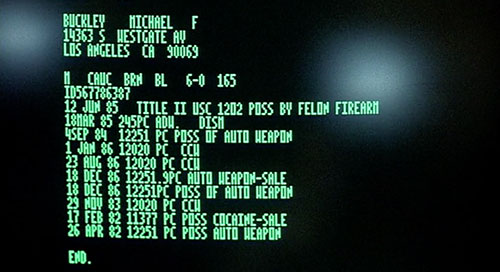 BUCKLEY MICHAEL F
14363 S WESTGATE AV
LOS ANGELES CA 90069
M CAUC BRN BL 6-0 165
ID567786387
12 JUN 85 TITLE II USC 1202 POSS BY FELON FIREARM
18MAR 85 245PC ADW.. DISM
4SEP 84 12251 PC POSS OF AUTO WEAPON
1 JAN 86 12020 PC CCW
23 AUG 86 12020 PC CCW
18 DEC 86 12251.9PC AUTO WEAPON-SALE
18 DEC 86 12251PC POSS OF AUTO WEAPON
29 NOV 83 12020 PC CCW
17 FEB 82 11377 PC POSS COCAINE-SALE
26 APR 82 12251 PC POSS AUTO WEAPON
END.